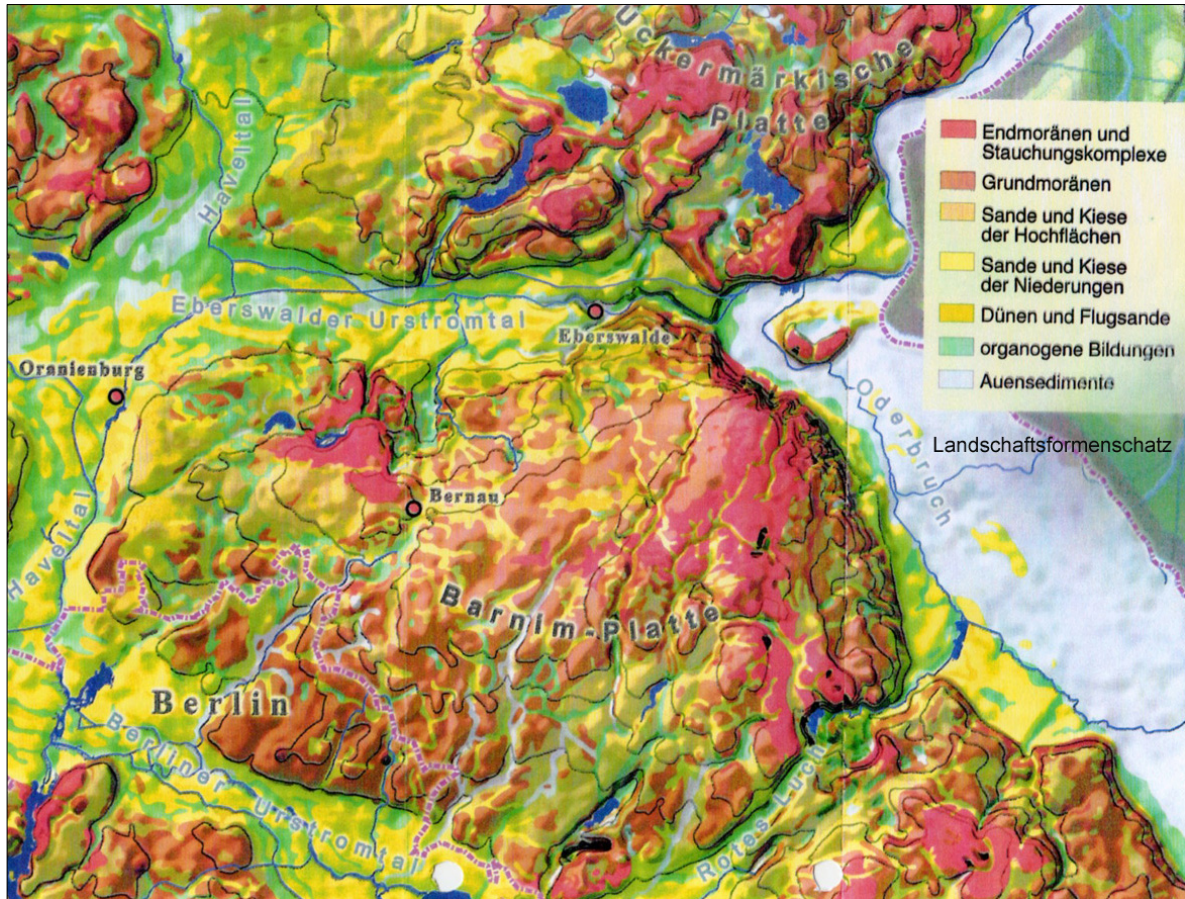 Uckermärkische
Platte
Haveltal
Endmoränen und
Stauchungskomplexe
Grundmoränen
Sande und Kiese
der Hochflächen
Sande und Kiese
der Niederungen
Dünen und Flugsande
organogene Bildungen
Auensedimente
Landschaftsformenschatz
Eberswalder Urstromtal
Eberswalde
Oranienburg
Oderbruch
Bernau
Haveltal
Barnim-Platte
Berlin
Berliner Urstromtal
Rotes Luch